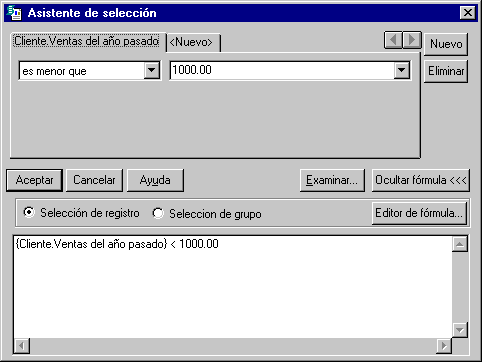 Asistente de selección
Cliente.Ventas del año pasado <Nuevo>
Nuevo
es menor que 1000.00
Eliminar
Aceptar Cancelar Ayuda Examinar... Ocultar fórmula <<<
Selección de registro Seleccion de grupo Editor de fórmula...
{Cliente.Ventas del año pasado} < 1000.00